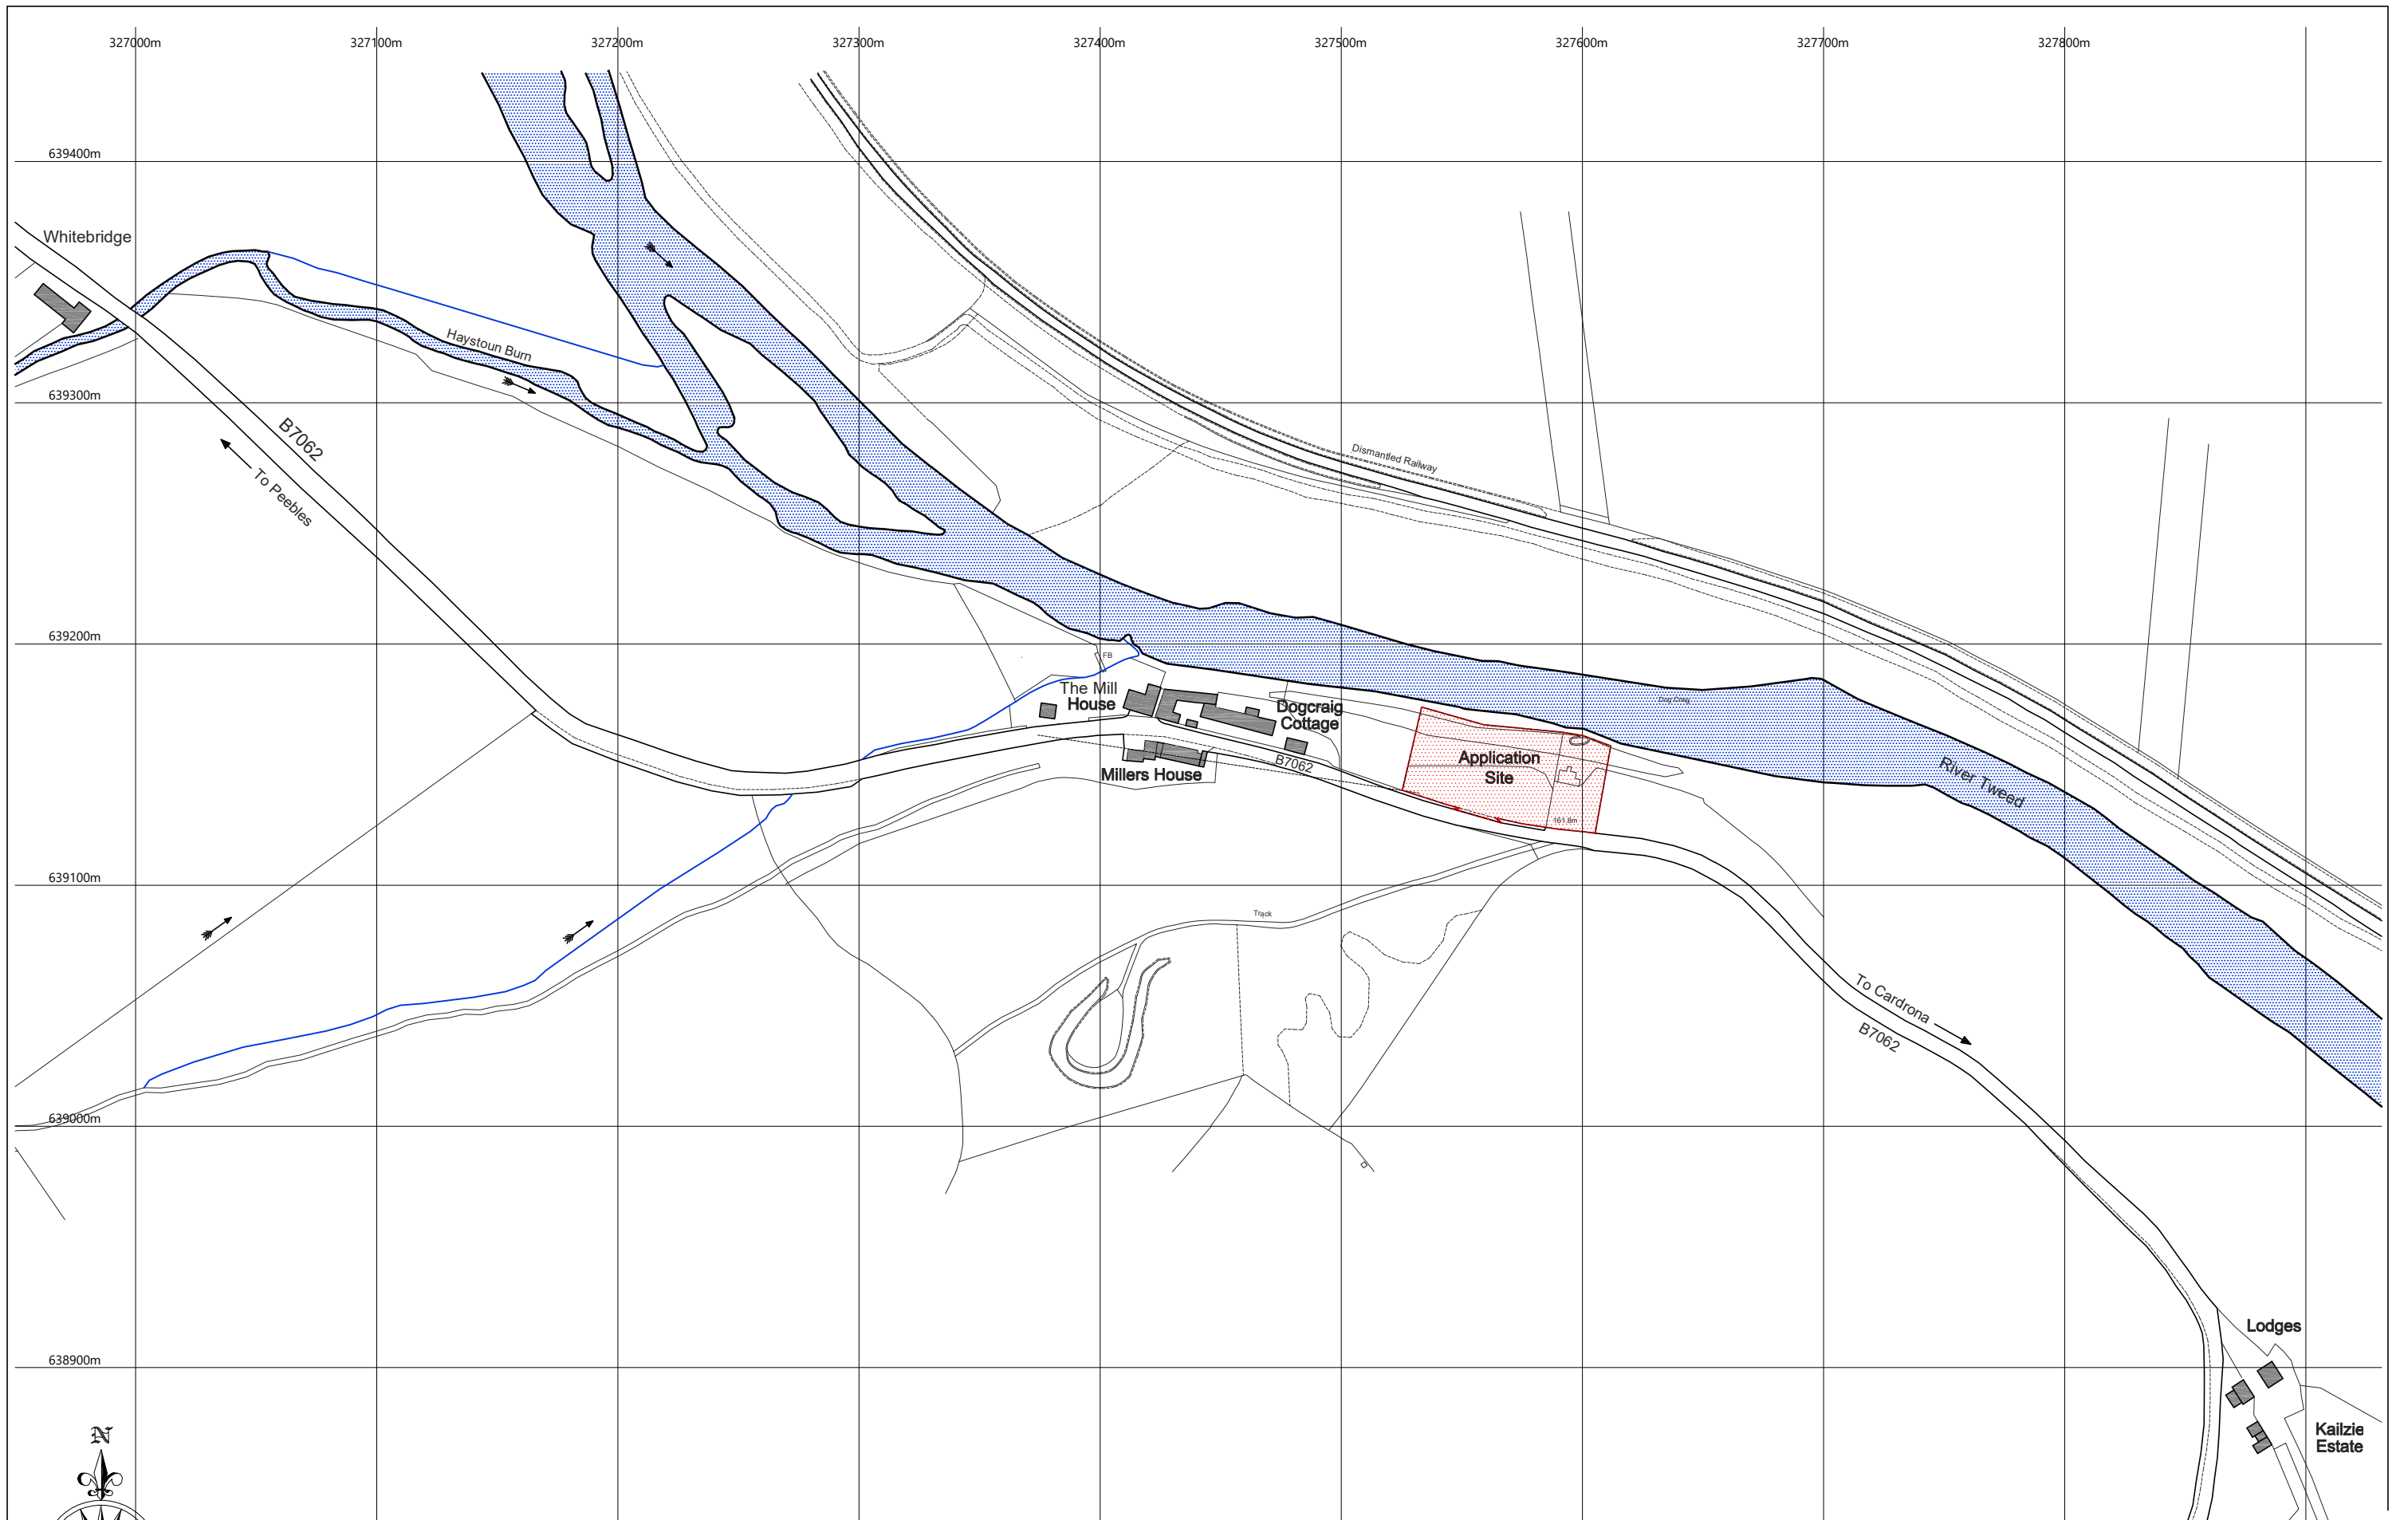 327000m
327100m
327200m
327300m
327400m
327500m
327600m
327700m
327800m
639400m
Whitebridge
Haystoun Burn
639300m
B7062
To Peebles
Dismantled Railway
639200m
FB
The Mill
House
Dogcraig
Cottage
Application
Site
B7062
Millers House
161.8m
River Tweed
639100m
Track
To Cardrona
B7062
639000m
638900m
Lodges
Kailzie
Estate
N